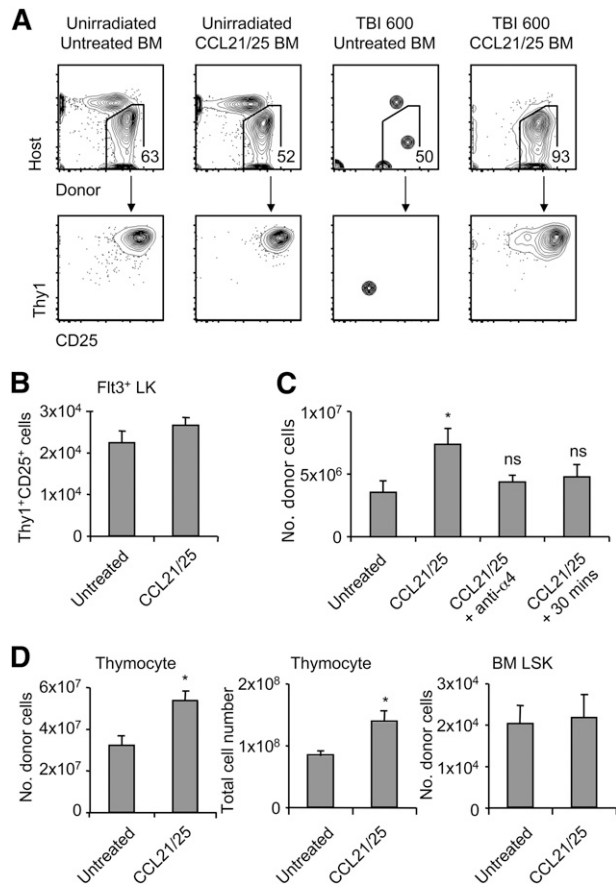 A
Unirradiated
Untreated BM
Unirradiated
CCL21/25 BM
TBI 600
Untreated BM
TBI 600
CCL21/25 BM
Host
63
52
50
93
Donor
Thy1
CD25
B
Flt3⁺ LK
Thy1⁺CD25⁺ cells
3x10⁴
2x10⁴
1x10⁴
0
Untreated
CCL21/25
C
No. donor cells
1x10⁷
5x10⁶
0
*
ns
ns
Untreated
CCL21/25
CCL21/25
+ anti-α4
CCL21/25
+ 30 mins
D
Thymocyte
No. donor cells
6x10⁷
4x10⁷
2x10⁷
0
*
Untreated
CCL21/25
Thymocyte
Total cell number
2x10⁸
1x10⁸
0
*
Untreated
CCL21/25
BM LSK
No. donor cells
3x10⁴
2x10⁴
1x10⁴
0
Untreated
CCL21/25